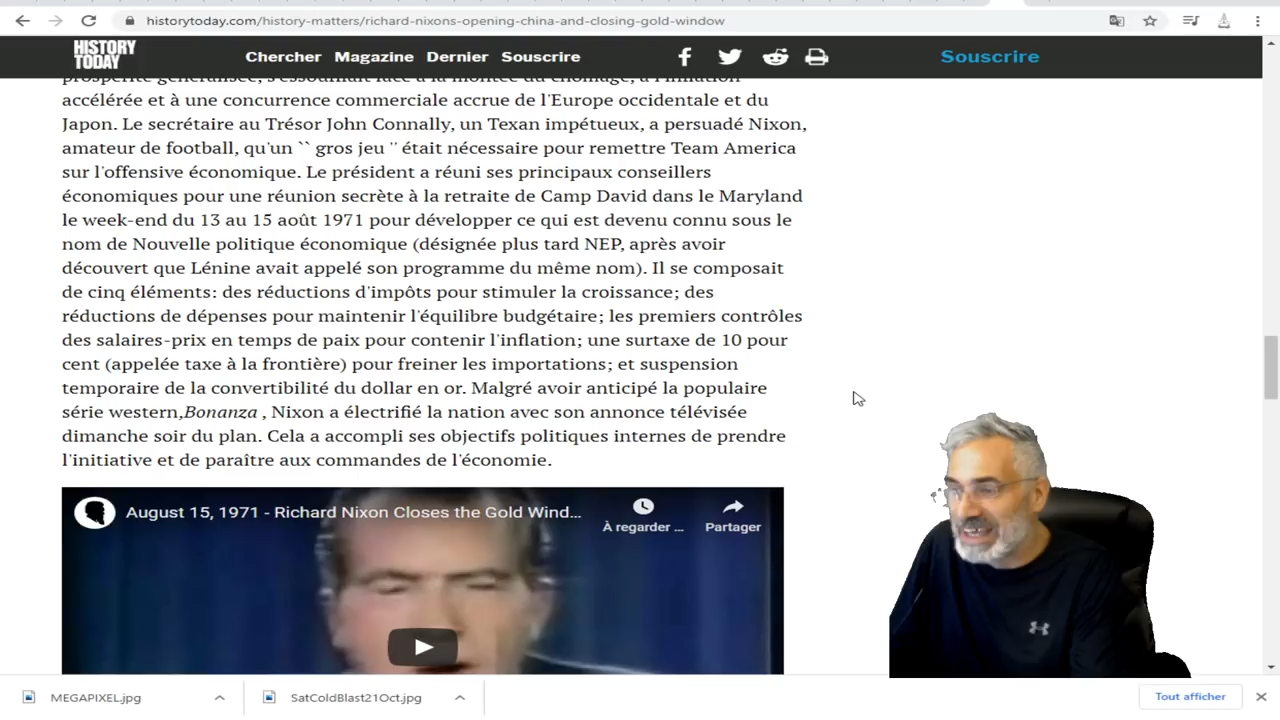 historytoday.com/history-matters/richard-nixons-opening-china-and-closing-gold-window
HISTORY
TODAY
Chercher Magazine Dernier Souscrire
Souscrire
prospérité généralisée, s'essoufflait face à la montée du chômage, à l'inflation
accélérée et à une concurrence commerciale accrue de l'Europe occidentale et du
Japon. Le secrétaire au Trésor John Connally, un Texan impétueux, a persuadé Nixon,
amateur de football, qu'un `` gros jeu '' était nécessaire pour remettre Team America
sur l'offensive économique. Le président a réuni ses principaux conseillers
économiques pour une réunion secrète à la retraite de Camp David dans le Maryland
le week-end du 13 au 15 août 1971 pour développer ce qui est devenu connu sous le
nom de Nouvelle politique économique (désignée plus tard NEP, après avoir
découvert que Lénine avait appelé son programme du même nom). Il se composait
de cinq éléments: des réductions d'impôts pour stimuler la croissance; des
réductions de dépenses pour maintenir l'équilibre budgétaire; les premiers contrôles
des salaires-prix en temps de paix pour contenir l'inflation; une surtaxe de 10 pour
cent (appelée taxe à la frontière) pour freiner les importations; et suspension
temporaire de la convertibilité du dollar en or. Malgré avoir anticipé la populaire
série western,Bonanza , Nixon a électrifié la nation avec son annonce télévisée
dimanche soir du plan. Cela a accompli ses objectifs politiques internes de prendre
l'initiative et de paraître aux commandes de l'économie.
August 15, 1971 - Richard Nixon Closes the Gold Wind...
À regarder ...
Partager
MEGAPIXEL.jpg
SatColdBlast21Oct.jpg
Tout afficher